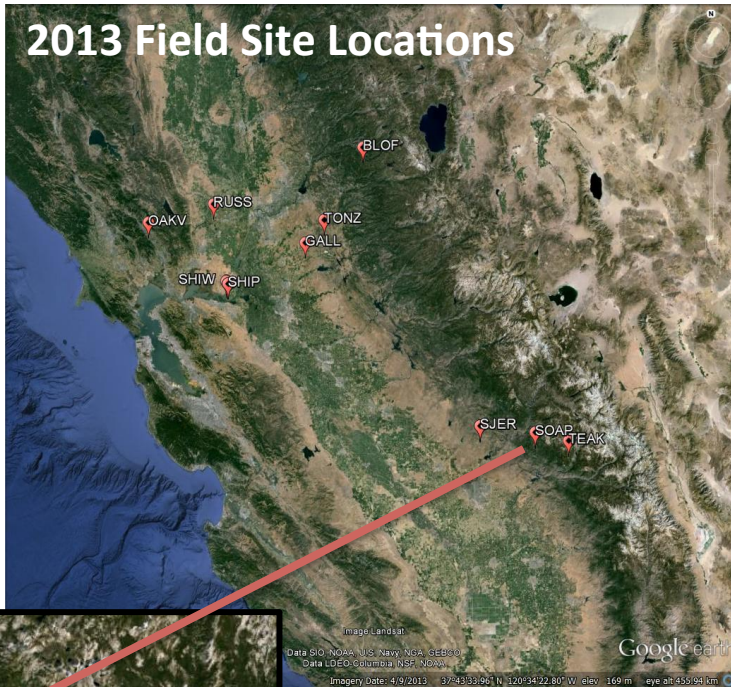 2013 Field Site Locations
N
BLOF
RUSS
OAKV
TONZ
GALL
SHIW SHIP
SJER
SOAP
TEAK
Image Landsat
Data SIO, NOAA, U.S. Navy, NGA, GEBCO
Data LDEO-Columbia, NSF, NOAA
Google earth
Imagery Date: 4/9/2013 37°43'33.96" N 120°34'22.80" W elev 169 m eye alt 455.94 km